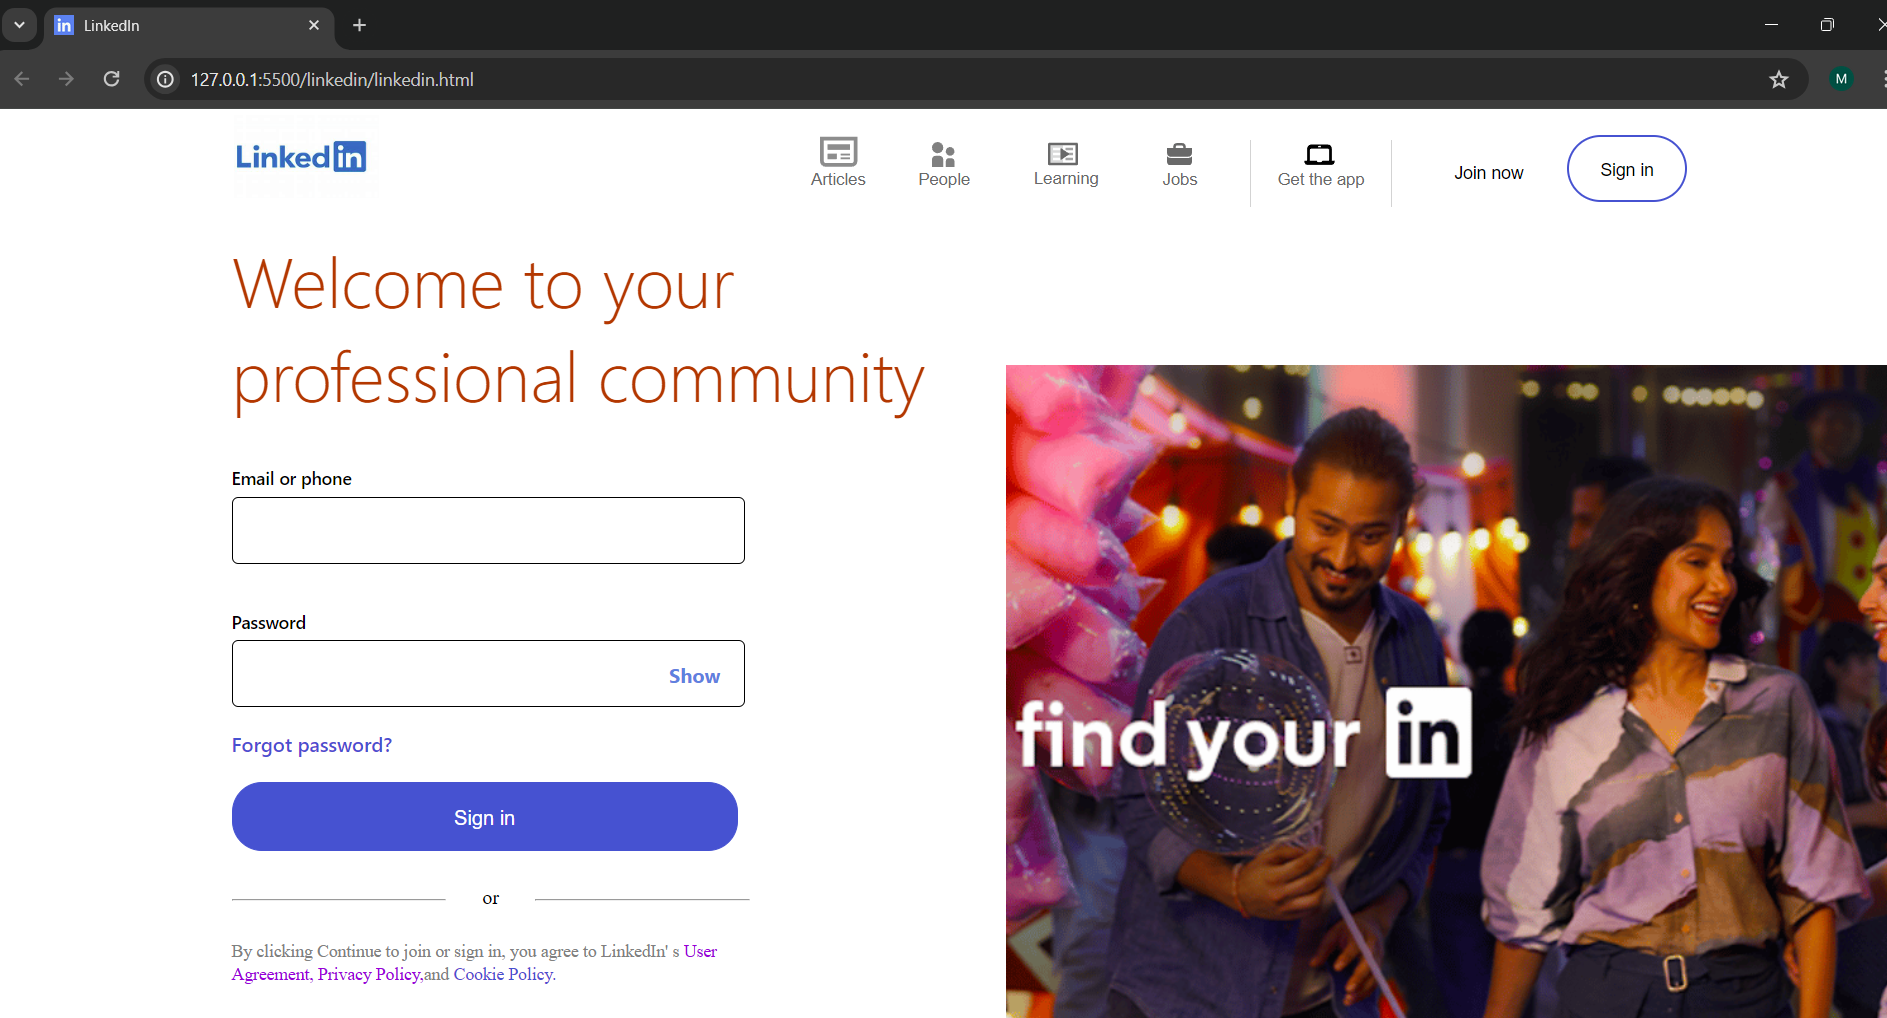 LinkedIn
127.0.0.1:5500/linkedin/linkedin.html
M
Linkedin
Articles
People
Learning
Jobs
Get the app
Join now
Sign in
Welcome to your
professional community
Email or phone
Password
Show
Forgot password?
Sign in
or
By clicking Continue to join or sign in, you agree to LinkedIn' s User
Agreement, Privacy Policy,and Cookie Policy.
find your in